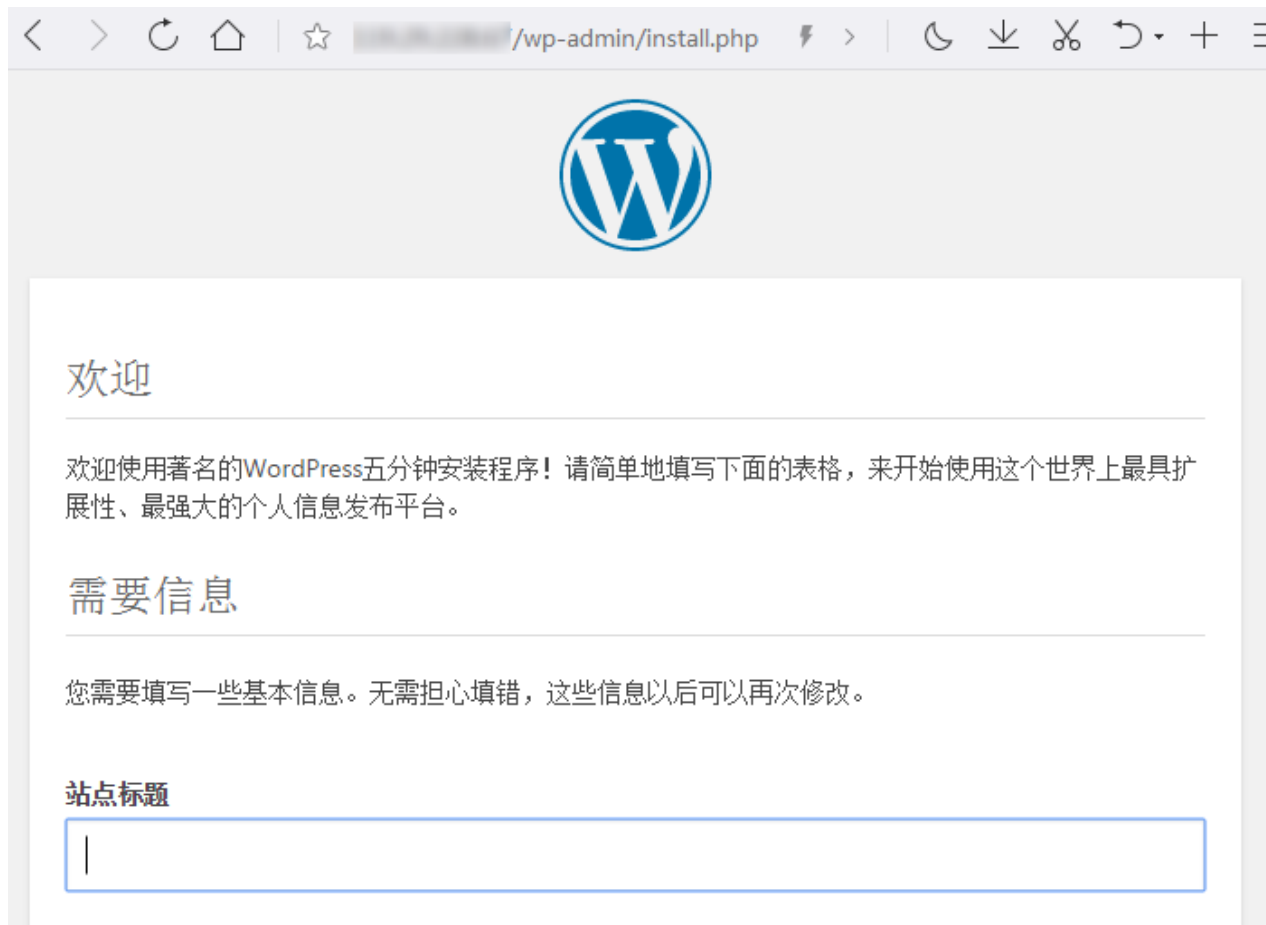 /wp-admin/install.php
欢迎
欢迎使用著名的WordPress五分钟安装程序！请简单地填写下面的表格，来开始使用这个世界上最具扩
展性、最强大的个人信息发布平台。
需要信息
您需要填写一些基本信息。无需担心填错，这些信息以后可以再次修改。
站点标题